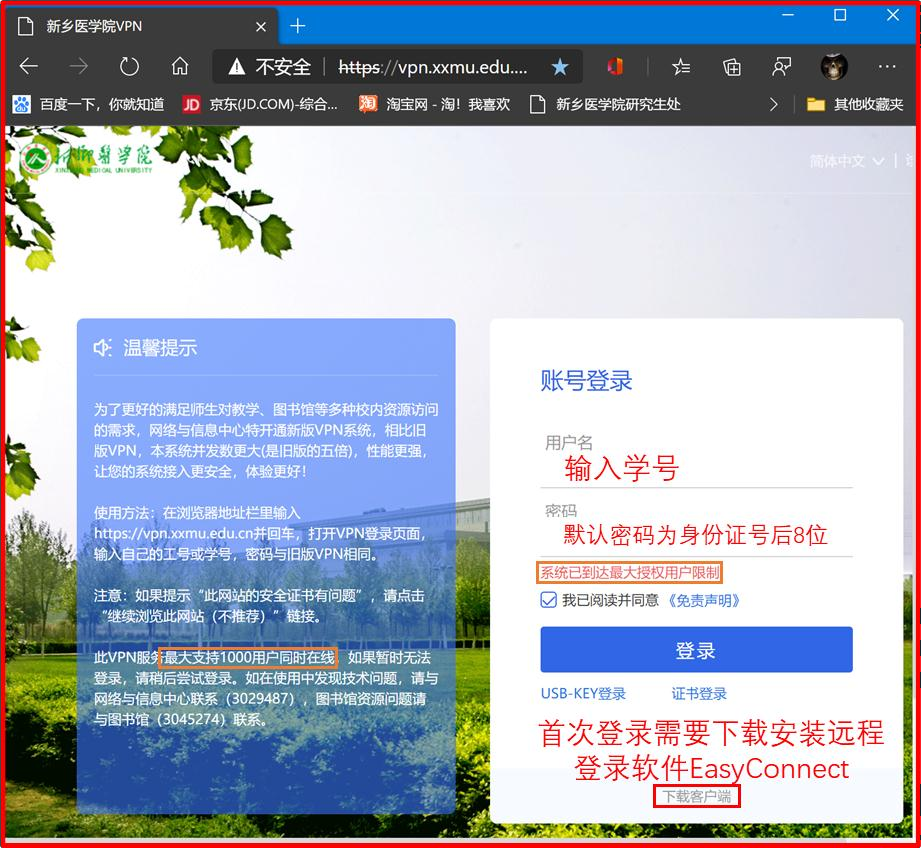 新乡医学院VPN
不安全 https://vpn.xxmu.edu....
百度一下，你就知道 京东(JD.COM)-综合... 淘宝网 - 淘！我喜欢 新乡医学院研究生处 其他收藏夹
新鄉醫學院
XINXIANG MEDICAL UNIVERSITY
简体中文
温馨提示
为了更好的满足师生对教学、图书馆等多种校内资源访问
的需求，网络与信息中心特开通新版VPN系统，相比旧
版VPN，本系统并发数更大(是旧版的五倍)，性能更强，
让您的系统接入更安全，体验更好！
使用方法：在浏览器地址栏里输入
https://vpn.xxmu.edu.cn并回车，打开VPN登录页面，
输入自己的工号或学号，密码与旧版VPN相同。
注意：如果提示“此网站的安全证书有问题”，请点击
“继续浏览此网站（不推荐）”链接。
此VPN服务最大支持1000用户同时在线，如果暂时无法
登录，请稍后尝试登录。如在使用中发现技术问题，请与
网络与信息中心联系（3029487），图书馆资源问题请
与图书馆（3045274）联系。
账号登录
用户名
输入学号
密码
默认密码为身份证号后8位
系统已到达最大授权用户限制
我已阅读并同意《免责声明》
登录
USB-KEY登录 证书登录
首次登录需要下载安装远程
登录软件EasyConnect
下载客户端